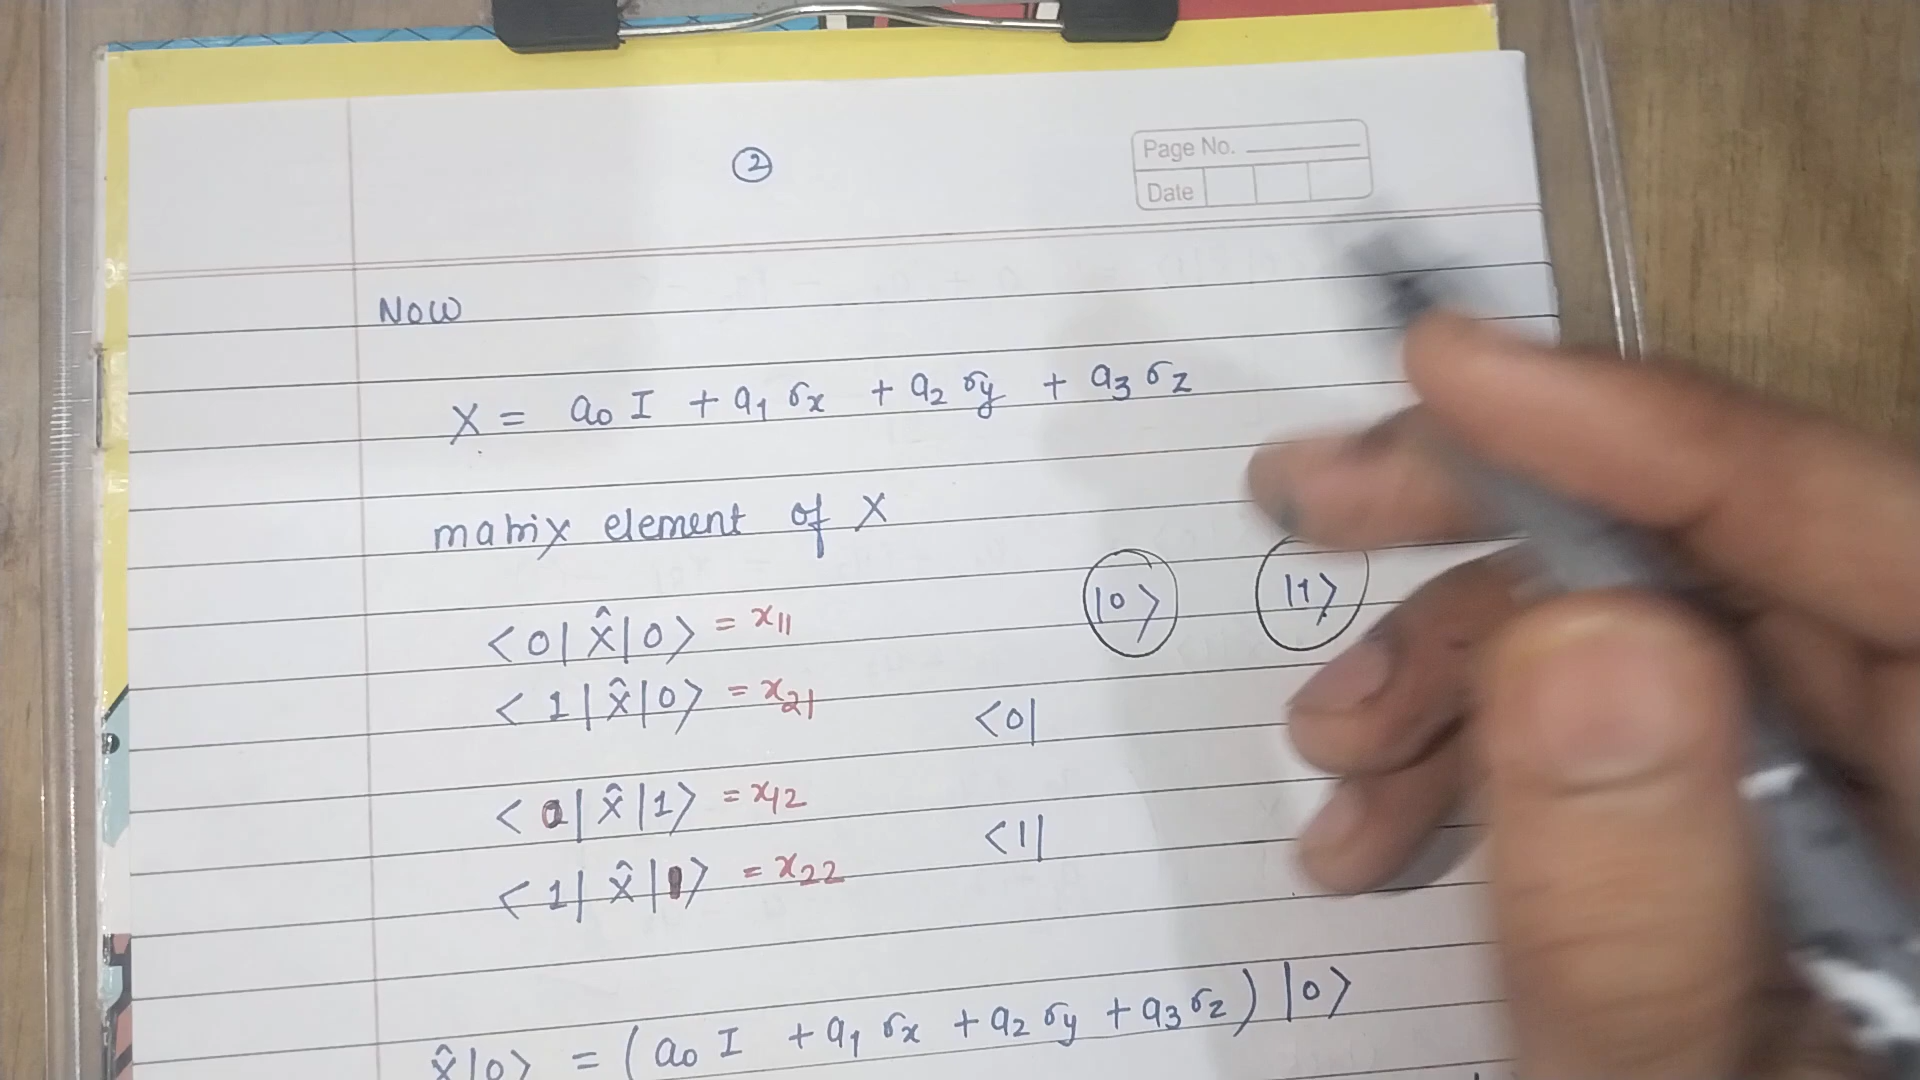 ②
Page No.
Date
Now
X = a₀ I + a₁ σx + a₂ σy + a₃ σz
matrix element of X
<0| X̂ |0> = x₁₁
|0> |1>
<1| X̂ |0> = x₂₁
<0|
<0| X̂ |1> = x₁₂
<1|
<1| X̂ |1> = x₂₂
X̂ |0> = (a₀ I + a₁ σx + a₂ σy + a₃ σz) |0>